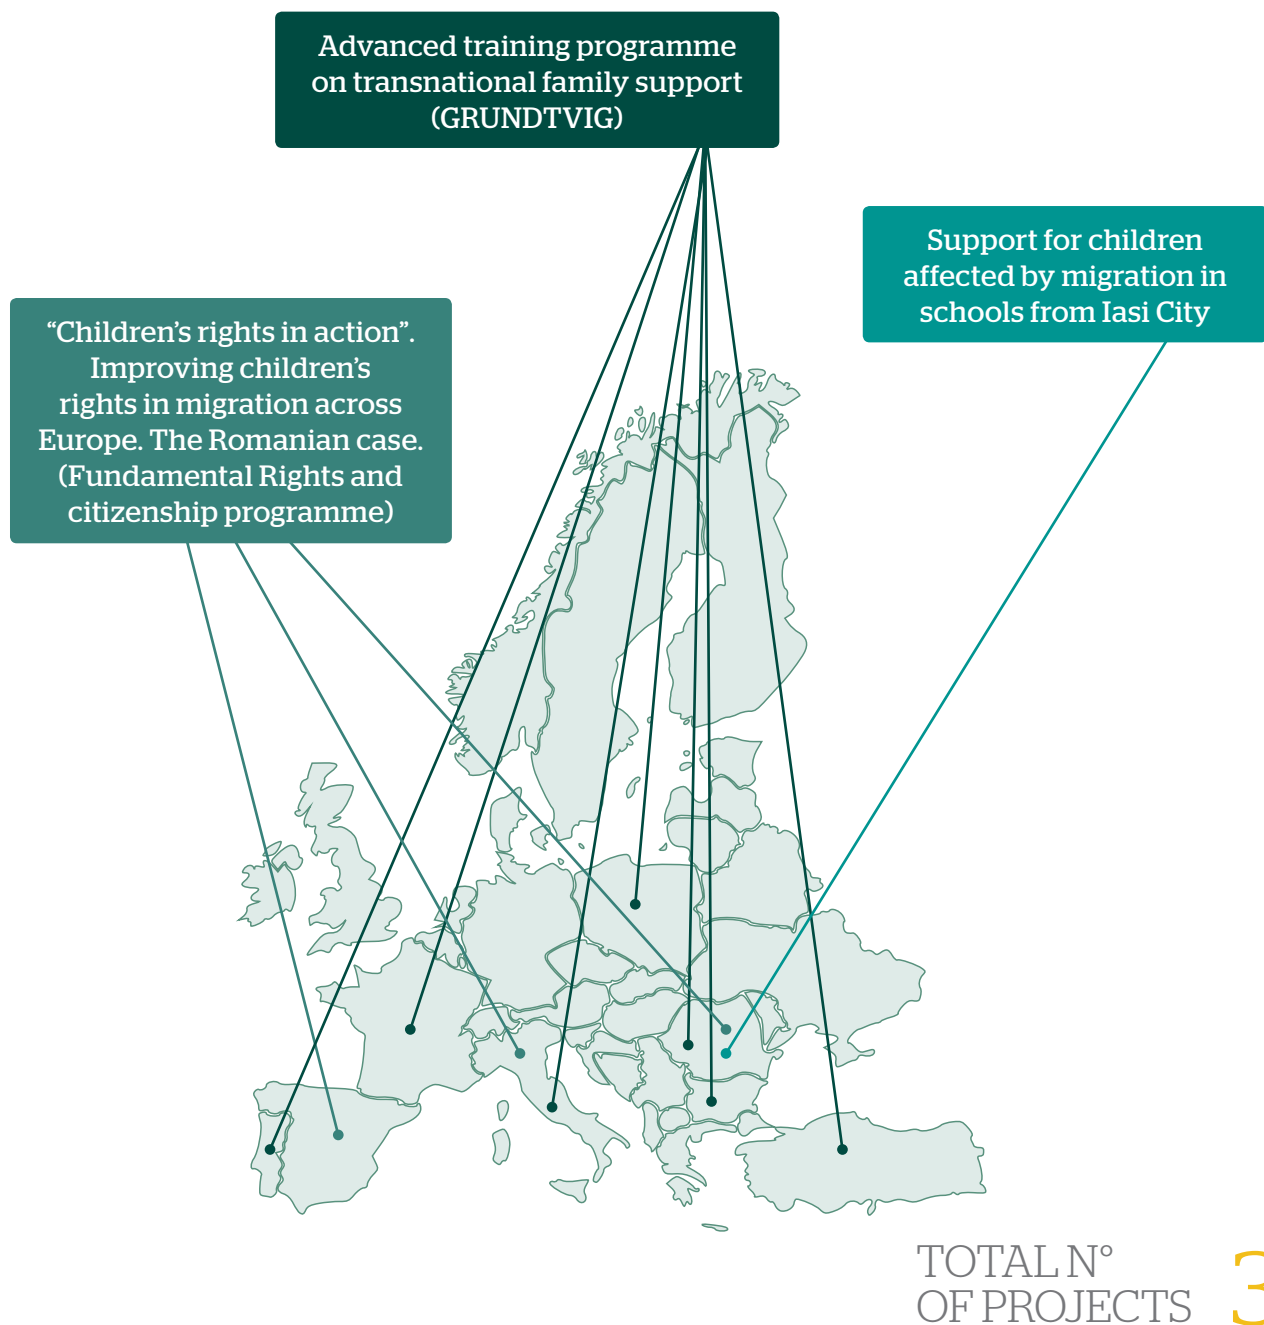 Advanced training programme
on transnational family support
(GRUNDTVIG)
Support for children
affected by migration in
schools from Iasi City
“Children’s rights in action”.
Improving children’s
rights in migration across
Europe. The Romanian case.
(Fundamental Rights and
citizenship programme)
TOTAL N°
OF PROJECTS
3